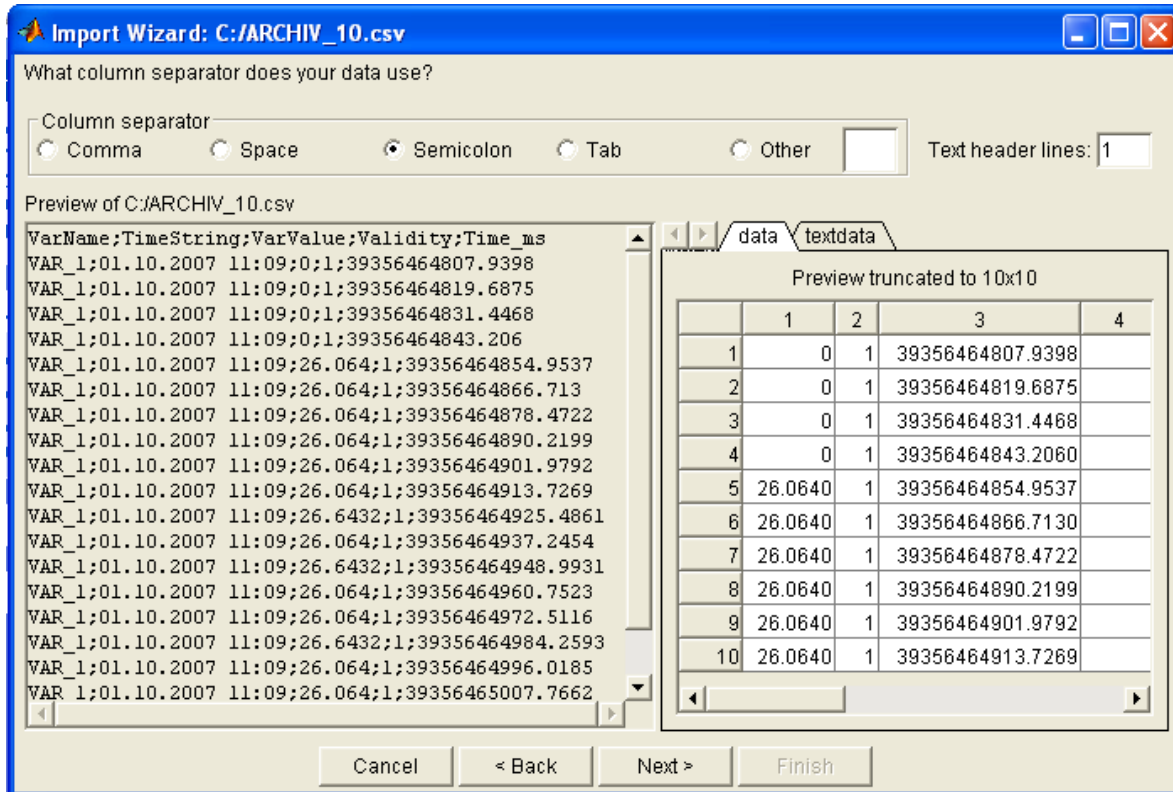 Import Wizard: C:/ARCHIV_10.csv
What column separator does your data use?
Column separator
Comma Space Semicolon Tab Other Text header lines: 1
Preview of C:/ARCHIV_10.csv
VarName;TimeString;VarValue;Validity;Time_ms
VAR_1;01.10.2007 11:09;0;1;39356464807.9398
VAR_1;01.10.2007 11:09;0;1;39356464819.6875
VAR_1;01.10.2007 11:09;0;1;39356464831.4468
VAR_1;01.10.2007 11:09;0;1;39356464843.206
VAR_1;01.10.2007 11:09;26.064;1;39356464854.9537
VAR_1;01.10.2007 11:09;26.064;1;39356464866.713
VAR_1;01.10.2007 11:09;26.064;1;39356464878.4722
VAR_1;01.10.2007 11:09;26.064;1;39356464890.2199
VAR_1;01.10.2007 11:09;26.064;1;39356464901.9792
VAR_1;01.10.2007 11:09;26.064;1;39356464913.7269
VAR_1;01.10.2007 11:09;26.6432;1;39356464925.4861
VAR_1;01.10.2007 11:09;26.064;1;39356464937.2454
VAR_1;01.10.2007 11:09;26.6432;1;39356464948.9931
VAR_1;01.10.2007 11:09;26.064;1;39356464960.7523
VAR_1;01.10.2007 11:09;26.064;1;39356464972.5116
VAR_1;01.10.2007 11:09;26.6432;1;39356464984.2593
VAR_1;01.10.2007 11:09;26.064;1;39356464996.0185
VAR_1;01.10.2007 11:09;26.064;1;39356465007.7662
data textdata
Preview truncated to 10x10
1 2 3 4
1 0 1 39356464807.9398
2 0 1 39356464819.6875
3 0 1 39356464831.4468
4 0 1 39356464843.2060
5 26.0640 1 39356464854.9537
6 26.0640 1 39356464866.7130
7 26.0640 1 39356464878.4722
8 26.0640 1 39356464890.2199
9 26.0640 1 39356464901.9792
10 26.0640 1 39356464913.7269
Cancel < Back Next > Finish